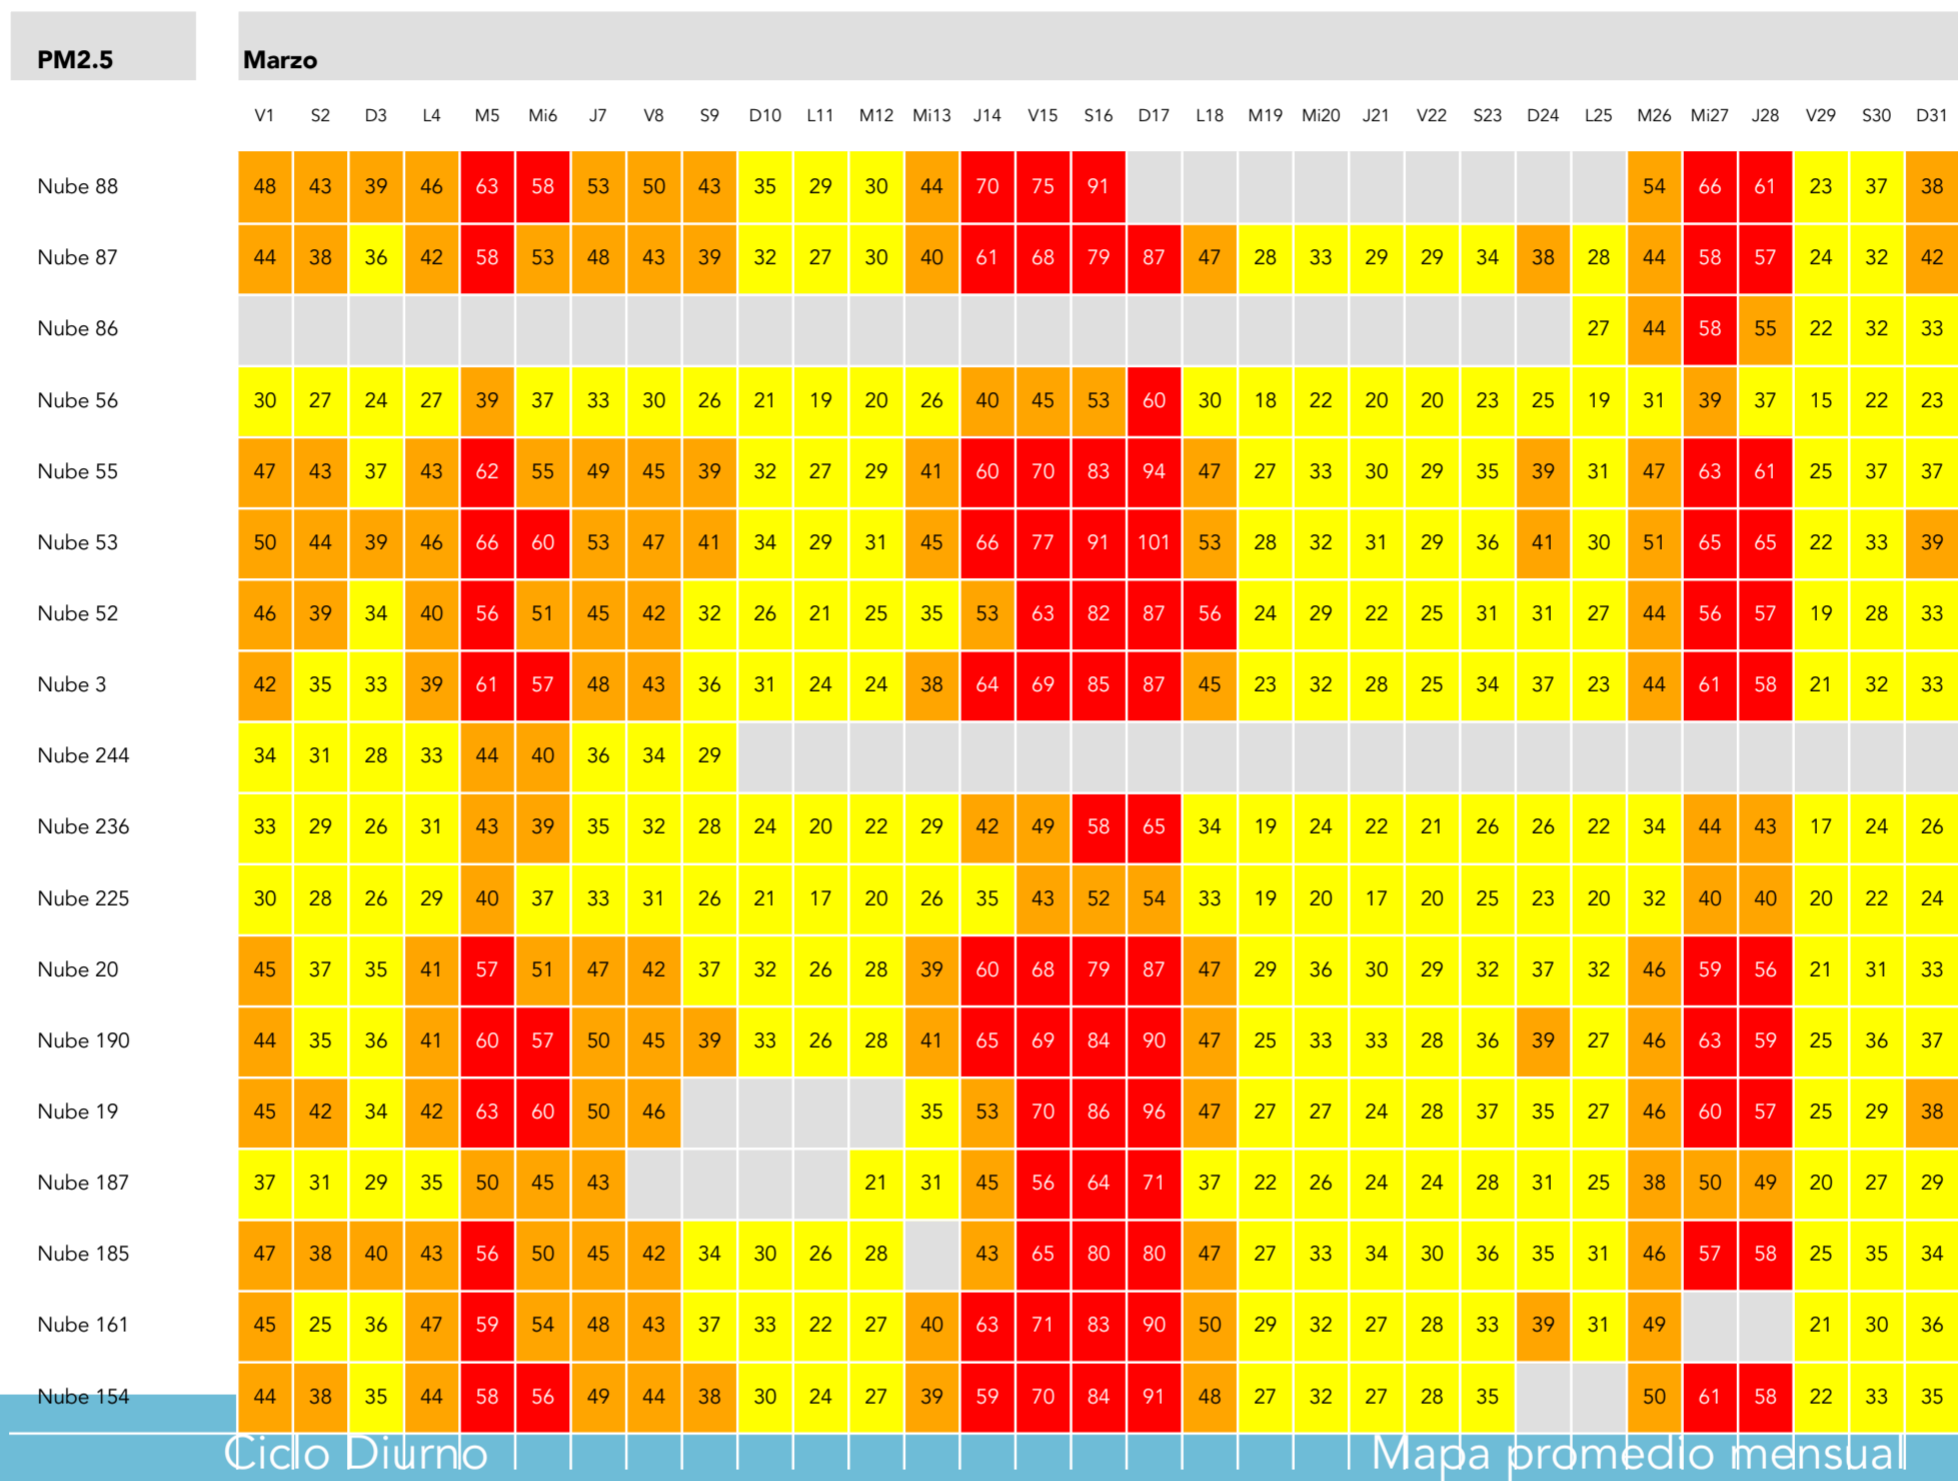 PM2.5 Marzo
V1 S2 D3 L4 M5 Mi6 J7 V8 S9 D10 L11 M12 Mi13 J14 V15 S16 D17 L18 M19 Mi20 J21 V22 S23 D24 L25 M26 Mi27 J28 V29 S30 D31
Nube 88 48 43 39 46 63 58 53 50 43 35 29 30 44 70 75 91 54 66 61 23 37 38
Nube 87 44 38 36 42 58 53 48 43 39 32 27 30 40 61 68 79 87 47 28 33 29 29 34 38 28 44 58 57 24 32 42
Nube 86 27 44 58 55 22 32 33
Nube 56 30 27 24 27 39 37 33 30 26 21 19 20 26 40 45 53 60 30 18 22 20 20 23 25 19 31 39 37 15 22 23
Nube 55 47 43 37 43 62 55 49 45 39 32 27 29 41 60 70 83 94 47 27 33 30 29 35 39 31 47 63 61 25 37 37
Nube 53 50 44 39 46 66 60 53 47 41 34 29 31 45 66 77 91 101 53 28 32 31 29 36 41 30 51 65 65 22 33 39
Nube 52 46 39 34 40 56 51 45 42 32 26 21 25 35 53 63 82 87 56 24 29 22 25 31 31 27 44 56 57 19 28 33
Nube 3 42 35 33 39 61 57 48 43 36 31 24 24 38 64 69 85 87 45 23 32 28 25 34 37 23 44 61 58 21 32 33
Nube 244 34 31 28 33 44 40 36 34 29
Nube 236 33 29 26 31 43 39 35 32 28 24 20 22 29 42 49 58 65 34 19 24 22 21 26 26 22 34 44 43 17 24 26
Nube 225 30 28 26 29 40 37 33 31 26 21 17 20 26 35 43 52 54 33 19 20 17 20 25 23 20 32 40 40 20 22 24
Nube 20 45 37 35 41 57 51 47 42 37 32 26 28 39 60 68 79 87 47 29 36 30 29 32 37 32 46 59 56 21 31 33
Nube 190 44 35 36 41 60 57 50 45 39 33 26 28 41 65 69 84 90 47 25 33 33 28 36 39 27 46 63 59 25 36 37
Nube 19 45 42 34 42 63 60 50 46 35 53 70 86 96 47 27 27 24 28 37 35 27 46 60 57 25 29 38
Nube 187 37 31 29 35 50 45 43 21 31 45 56 64 71 37 22 26 24 24 28 31 25 38 50 49 20 27 29
Nube 185 47 38 40 43 56 50 45 42 34 30 26 28 43 65 80 80 47 27 33 34 30 36 35 31 46 57 58 25 35 34
Nube 161 45 25 36 47 59 54 48 43 37 33 22 27 40 63 71 83 90 50 29 32 27 28 33 39 31 49 21 30 36
Nube 154 44 38 35 44 58 56 49 44 38 30 24 27 39 59 70 84 91 48 27 32 27 28 35 50 61 58 22 33 35
Ciclo Diurno Mapa promedio mensual